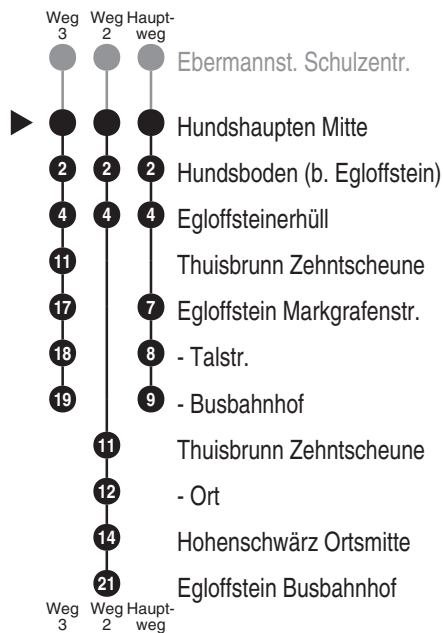 Weg Weg Haupt-
3 2 weg
Ebermannst. Schulzentr.
Hundshaupten Mitte
2 2 2 Hundsboden (b. Egloffstein)
4 4 4 Egloffsteinerhüll
11 Thuisbrunn Zehntscheune
17 7 Egloffstein Markgrafenstr.
18 8 - Talstr.
19 9 - Busbahnhof
11 Thuisbrunn Zehntscheune
12 - Ort
14 Hohenschwärz Ortsmitte
21 Egloffstein Busbahnhof
Weg Weg Haupt-
3 2 weg